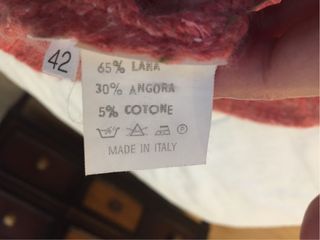 42
65% LANA
30% ANGORA
5% COTONE
P
MADE IN ITALY